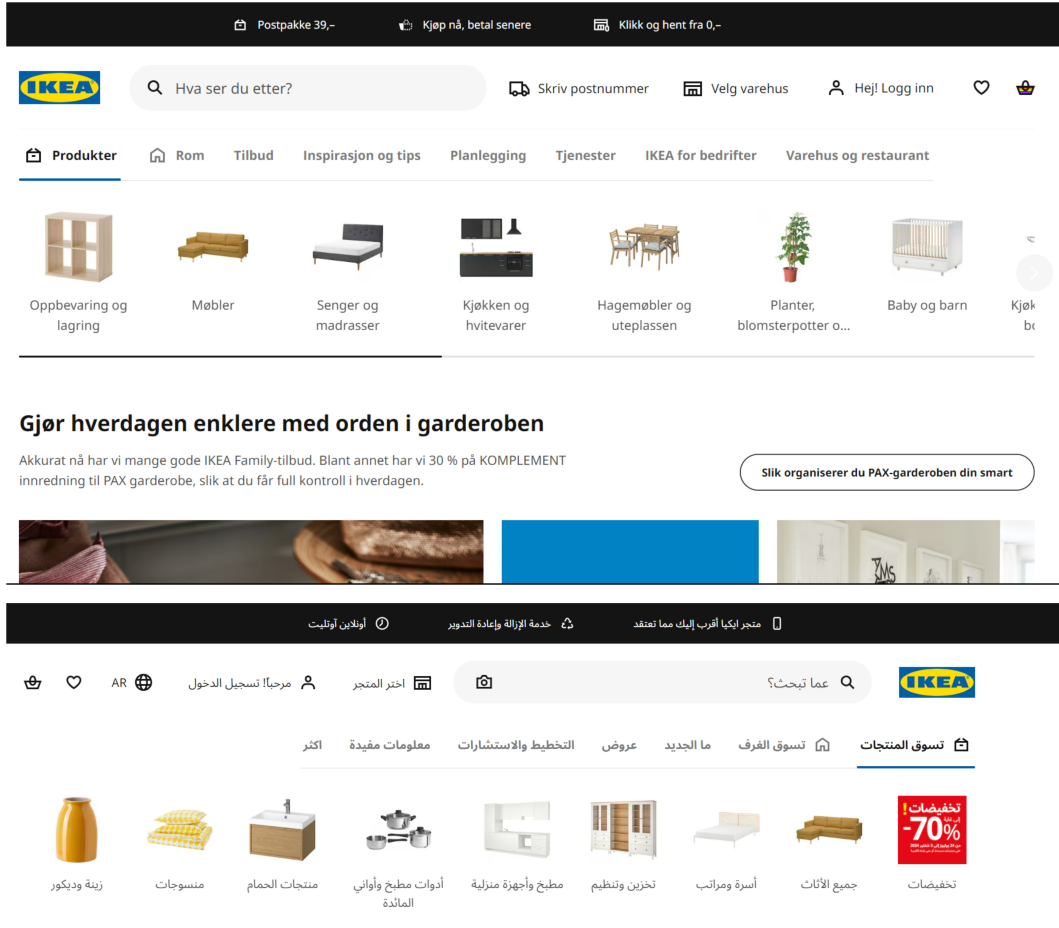 Postpakke 39,–
Kjøp nå, betal senere
Klikk og hent fra 0,–
IKEA
Hva ser du etter?
Skriv postnummer
Velg varehus
Hej! Logg inn
Produkter
Rom
Tilbud
Inspirasjon og tips
Planlegging
Tjenester
IKEA for bedrifter
Varehus og restaurant
Oppbevaring og
lagring
Møbler
Senger og
madrasser
Kjøkken og
hvitevarer
Hagemøbler og
uteplassen
Planter,
blomsterpotter o...
Baby og barn
Gjør hverdagen enklere med orden i garderoben
Akkurat nå har vi mange gode IKEA Family-tilbud. Blant annet har vi 30 % på KOMPLEMENT
innredning til PAX garderobe, slik at du får full kontroll i hverdagen.
Slik organiserer du PAX-garderoben din smart
متجر ايكيا أقرب إليك مما تعتقد
خدمة الإزالة وإعادة التدوير
أونلاين أوتليت
IKEA
عما تبحث؟
اختر المتجر
مرحباً! تسجيل الدخول
AR
تسوق المنتجات
تسوق الغرف
ما الجديد
عروض
التخطيط والاستشارات
معلومات مفيدة
اكثر
تخفيضات!
إلى غاية
-70%
تخفيضات
جميع الأثاث
أسرة ومراتب
تخزين وتنظيم
مطبخ وأجهزة منزلية
أدوات مطبخ وأواني
المائدة
منتجات الحمام
منسوجات
زينة وديكور